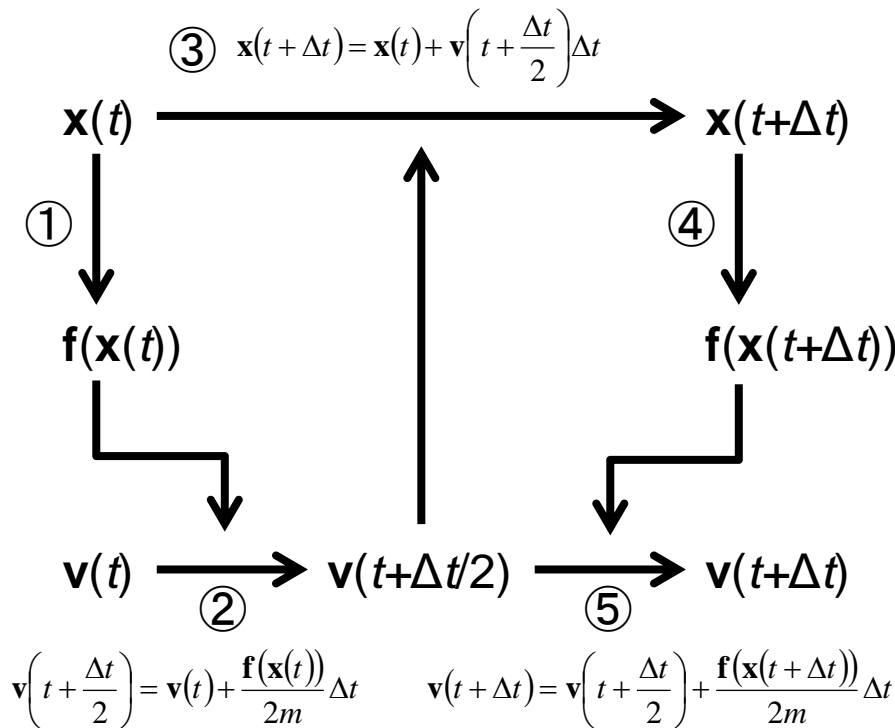 ③ x(t + Δt) = x(t) + v(t + Δt/2)Δt
x(t) x(t+Δt)
① ④
f(x(t)) f(x(t+Δt))
v(t) v(t+Δt/2) v(t+Δt)
② ⑤
v(t + Δt/2) = v(t) + f(x(t))/2m Δt v(t + Δt) = v(t + Δt/2) + f(x(t + Δt))/2m Δt